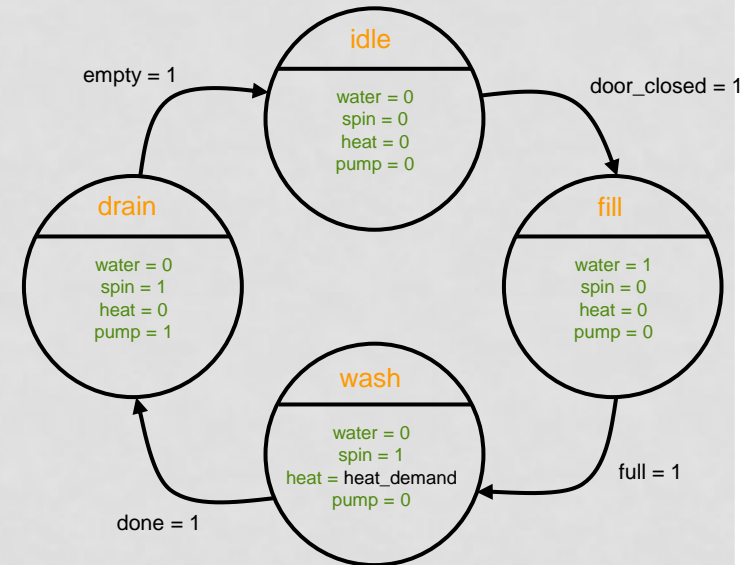 idle
water = 0
spin = 0
heat = 0
pump = 0
empty = 1
door_closed = 1
drain
water = 0
spin = 1
heat = 0
pump = 1
fill
water = 1
spin = 0
heat = 0
pump = 0
wash
water = 0
spin = 1
heat = heat_demand
pump = 0
full = 1
done = 1